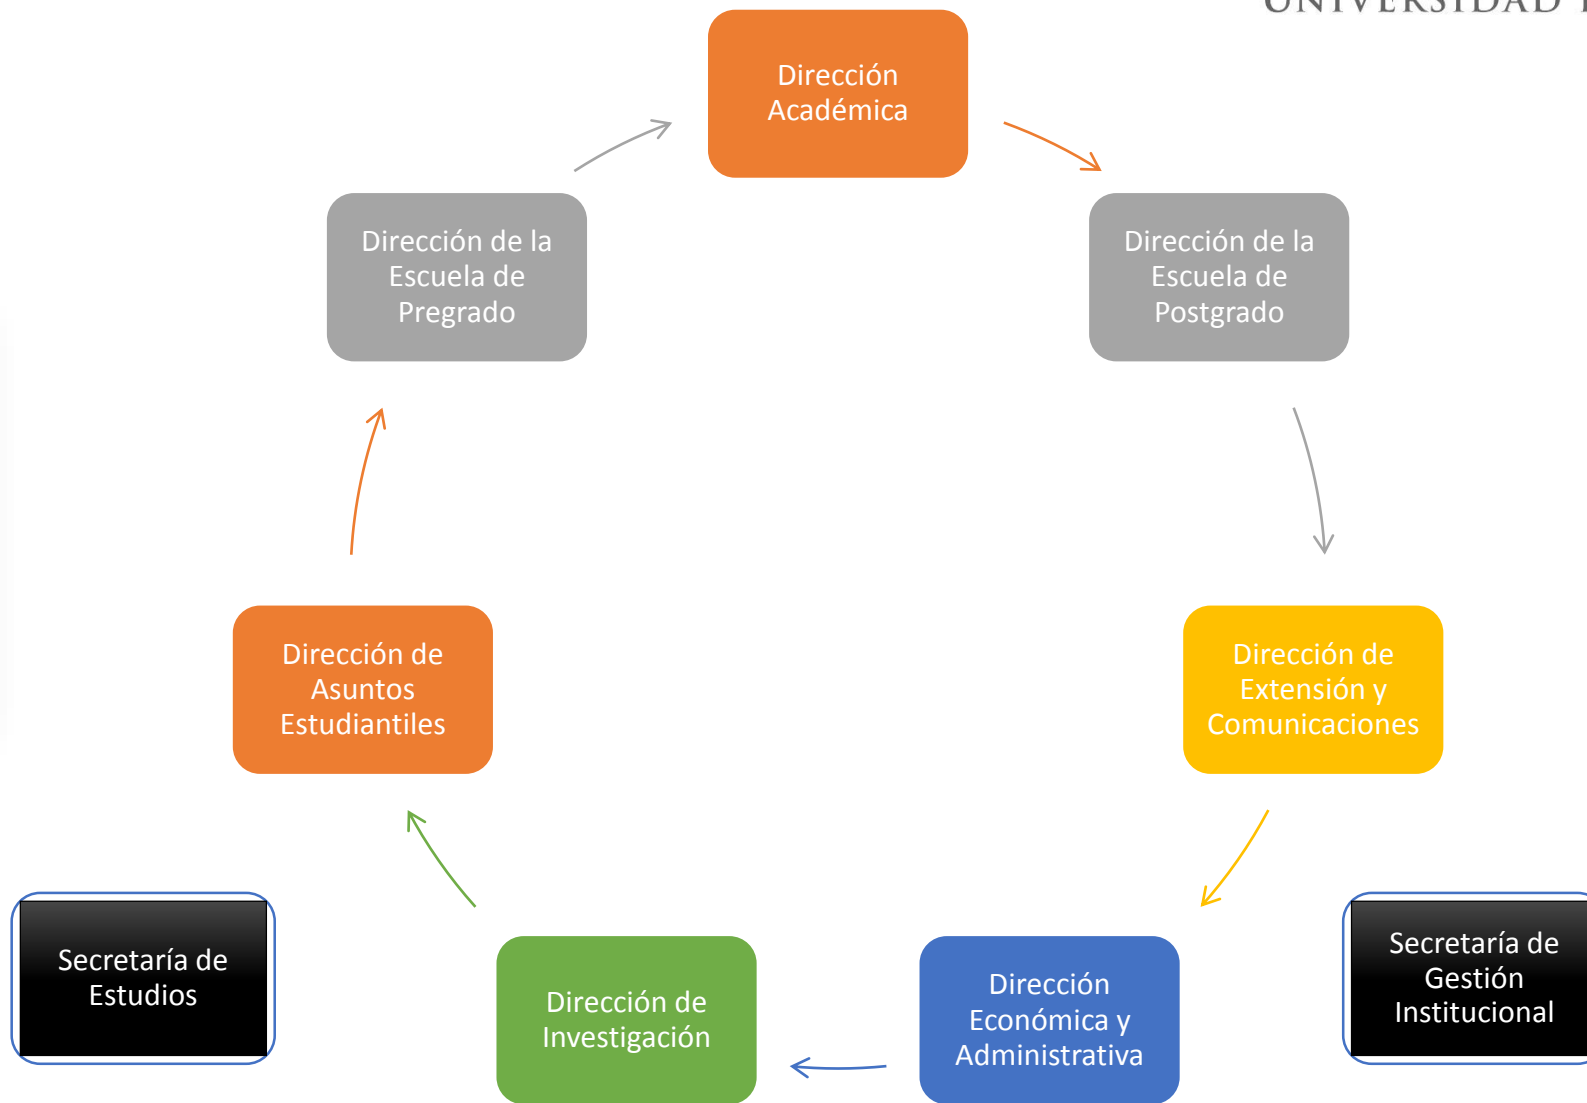 UNIVERSIDAD
Dirección
Académica
Dirección de la
Escuela de
Pregrado
Dirección de la
Escuela de
Postgrado
Dirección de
Asuntos
Estudiantiles
Dirección de
Extensión y
Comunicaciones
Secretaría de
Estudios
Dirección de
Investigación
Dirección
Económica y
Administrativa
Secretaría de
Gestión
Institucional